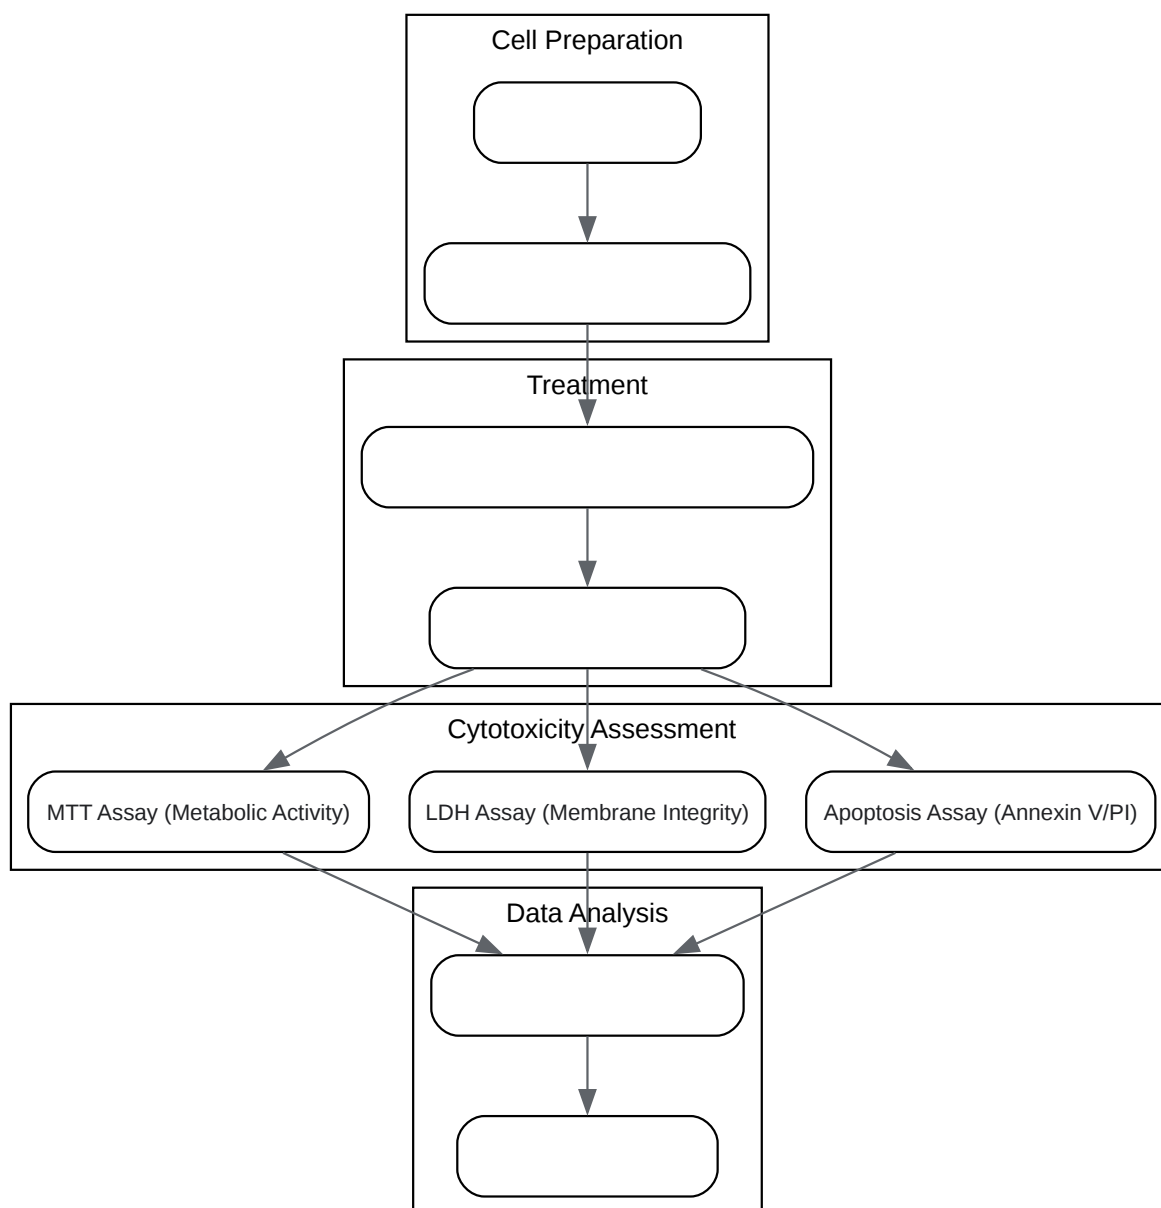 Cell Preparation
Treatment
Cytotoxicity Assessment
MTT Assay (Metabolic Activity)
LDH Assay (Membrane Integrity)
Apoptosis Assay (Annexin V/PI)
Data Analysis